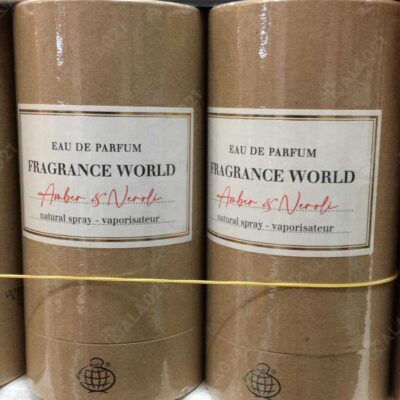 EAU DE PARFUM
FRAGRANCE WORLD
Amber & Neroli
natural spray - vaporisateur
EAU DE PARFUM
FRAGRANCE WORLD
Amber & Neroli
natural spray - vaporisateur